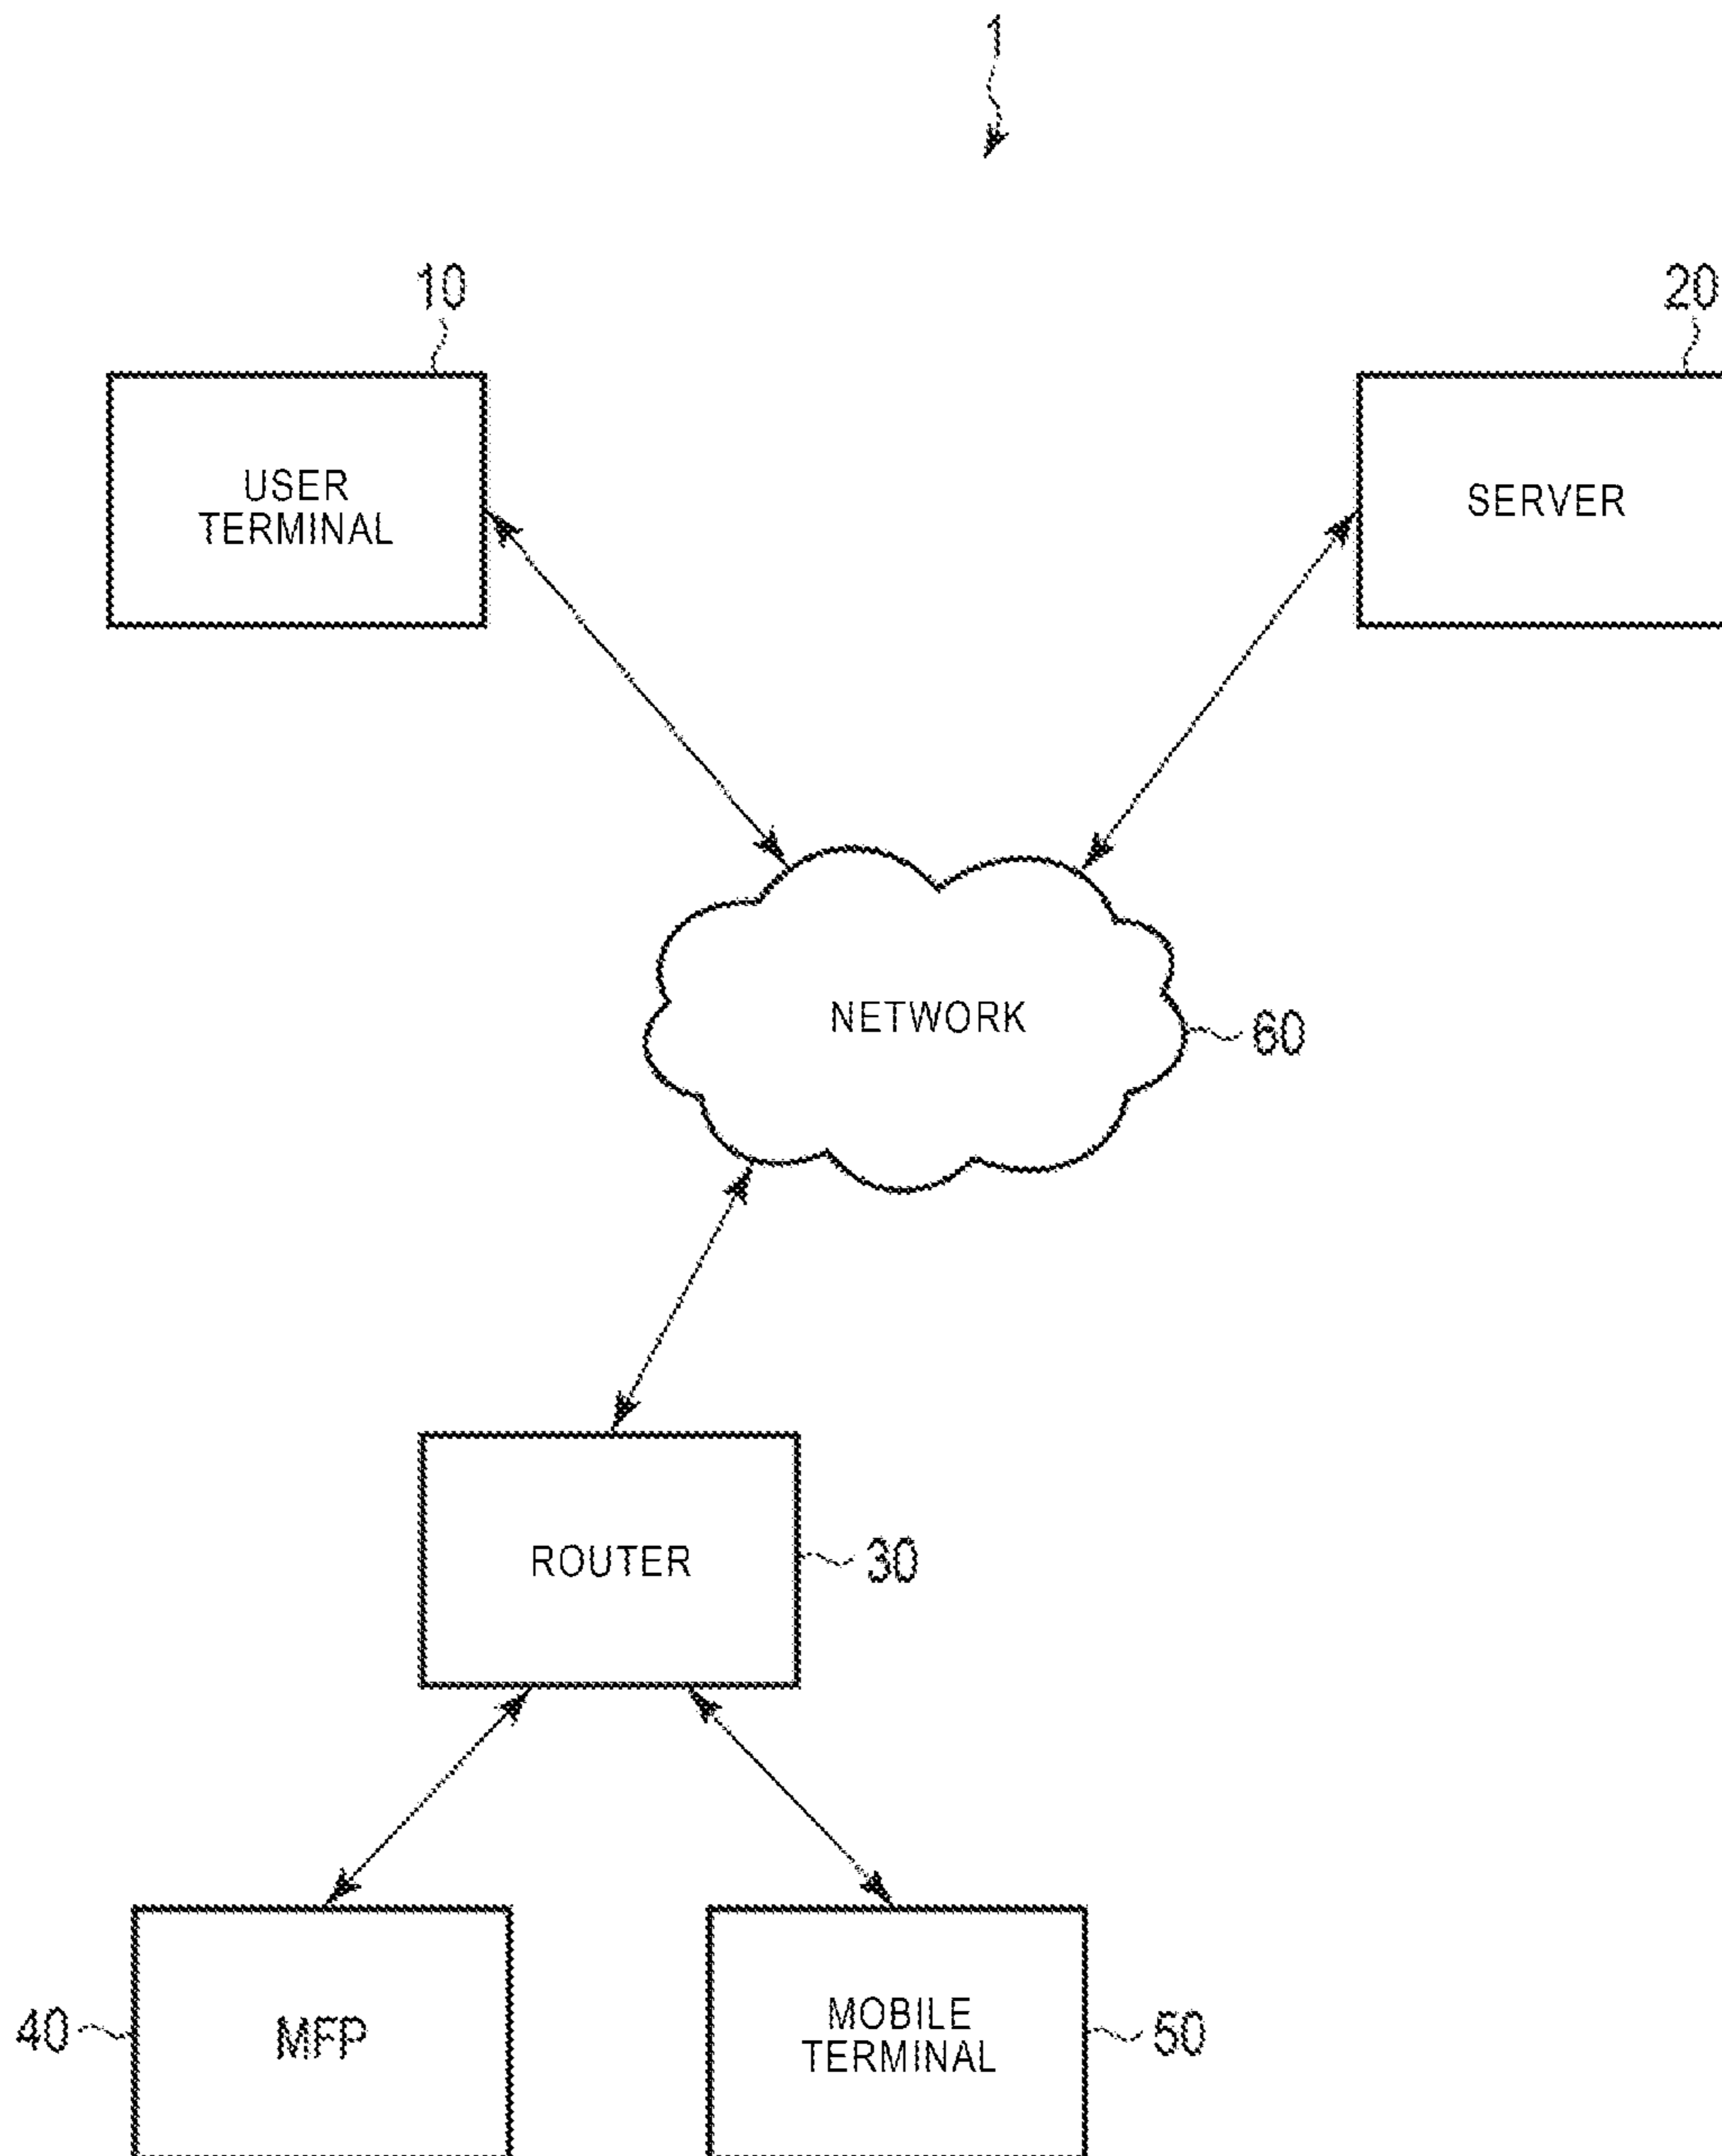 1
10
20
USER
TERMINAL
SERVER
NETWORK
60
ROUTER
30
40
MFP
MOBILE
TERMINAL
50